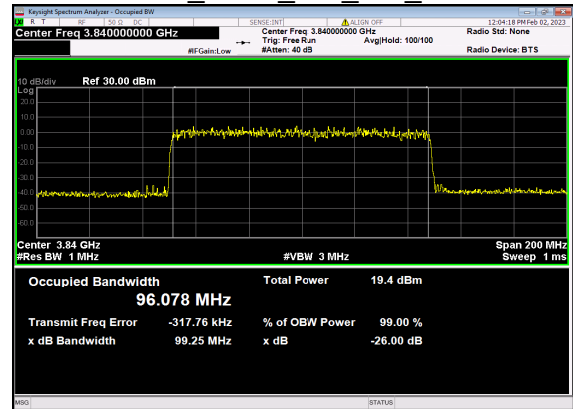 Keysight Spectrum Analyzer - Occupied BW
R T RF 50 Ω DC SENSE:INT ALIGN OFF 12:04:18 PM Feb 02, 2023
Center Freq 3.840000000 GHz Center Freq: 3.840000000 GHz Radio Std: None
Trig: Free Run Avg|Hold: 100/100
#IFGain:Low #Atten: 40 dB Radio Device: BTS
10 dB/div Ref 30.00 dBm
Log
20.0
10.0
0.00
-10.0
-20.0
-30.0
-40.0
-50.0
-60.0
Center 3.84 GHz Span 200 MHz
#Res BW 1 MHz #VBW 3 MHz Sweep 1 ms
Occupied Bandwidth Total Power 19.4 dBm
96.078 MHz
Transmit Freq Error -317.76 kHz % of OBW Power 99.00 %
x dB Bandwidth 99.25 MHz x dB -26.00 dB
MSG STATUS